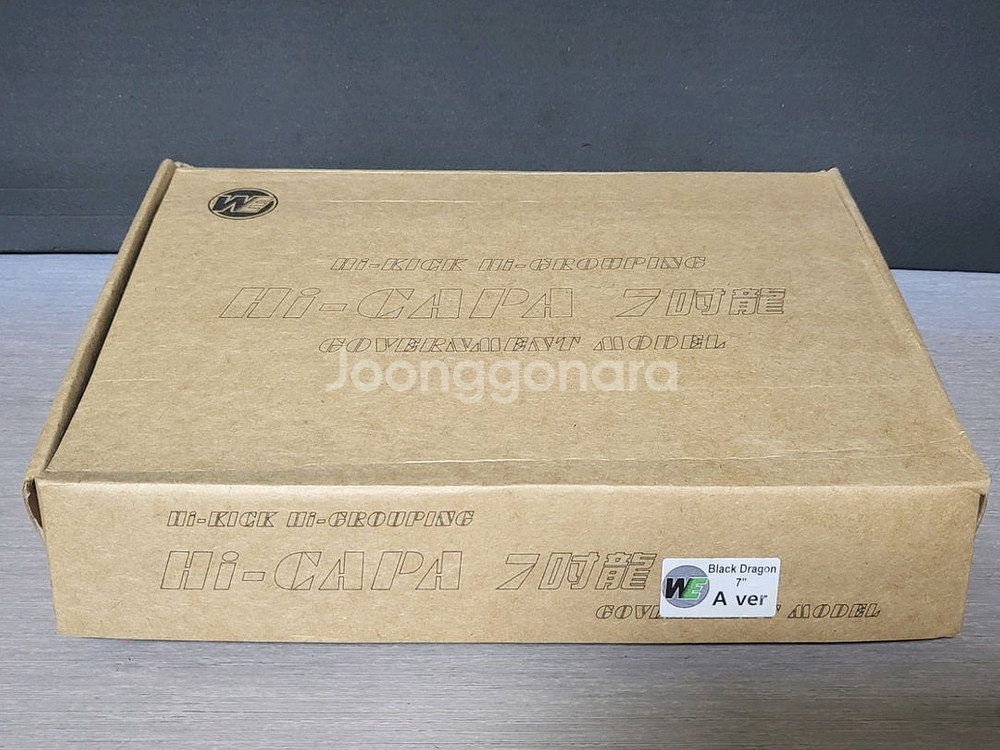 WE
Hi-KICK Hi-GROUPING
Hi-CAPA 7吋龍
GOVERNMENT MODEL
Joonggonara
Hi-KICK Hi-GROUPING
Hi-CAPA 7吋龍
WE
Black Dragon
7"
A ver
MODEL